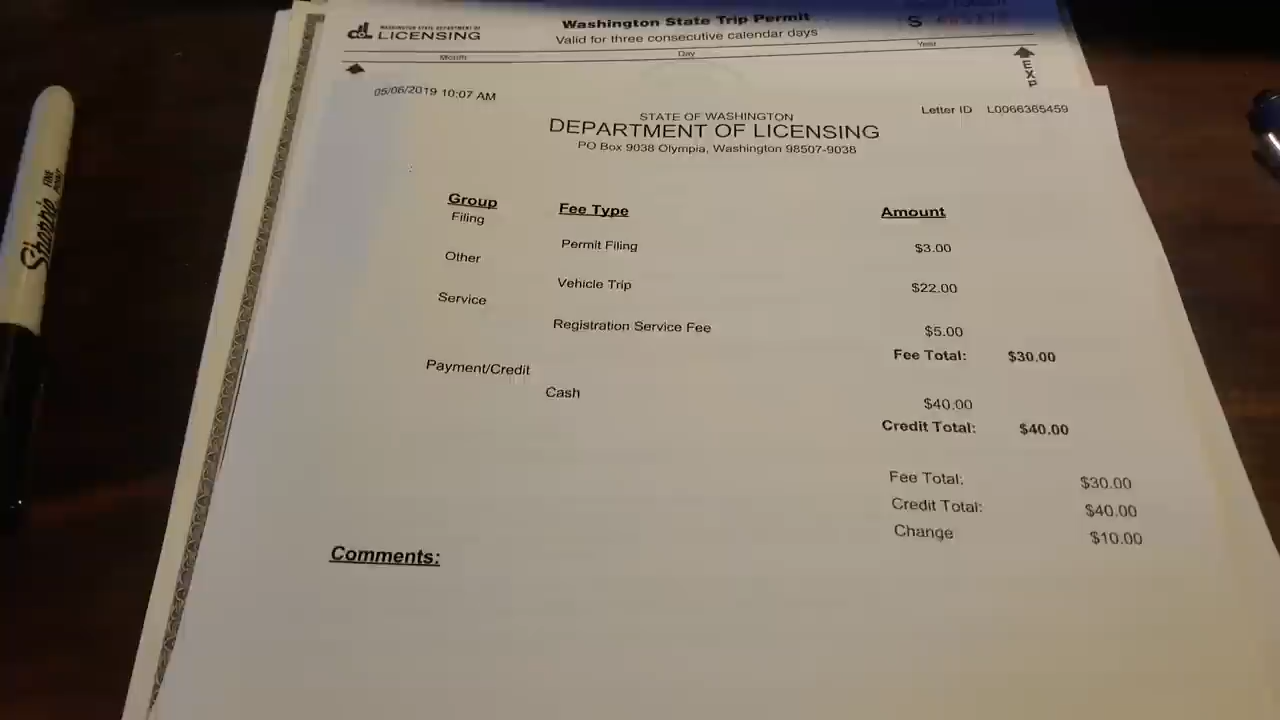 WASHINGTON STATE DEPARTMENT OF
LICENSING
Washington State Trip Permit
Valid for three consecutive calendar days
S
Month
Day
Year
EXP
05/06/2019 10:07 AM
Letter ID L0066365459
STATE OF WASHINGTON
DEPARTMENT OF LICENSING
PO Box 9038 Olympia, Washington 98507-9038
Group Fee Type Amount
Filing
Permit Filing $3.00
Other
Vehicle Trip $22.00
Service
Registration Service Fee $5.00
Fee Total: $30.00
Payment/Credit
Cash $40.00
Credit Total: $40.00
Fee Total: $30.00
Credit Total: $40.00
Change $10.00
Comments:
Sharpie
FINE POINT